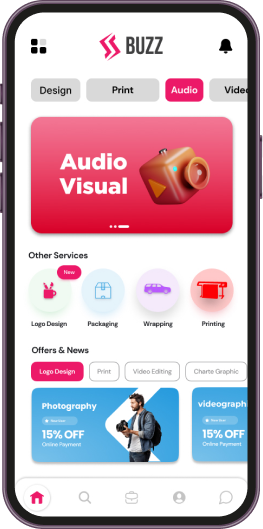 BUZZ
Design Print Audio Video
Audio
Visual
Other Services
New
Logo Design Packaging Wrapping Printing
Offers & News
Logo Design Print Video Editing Charte Graphic
Photography videograph
15% OFF 15% OFF
Online Payment Online Payment